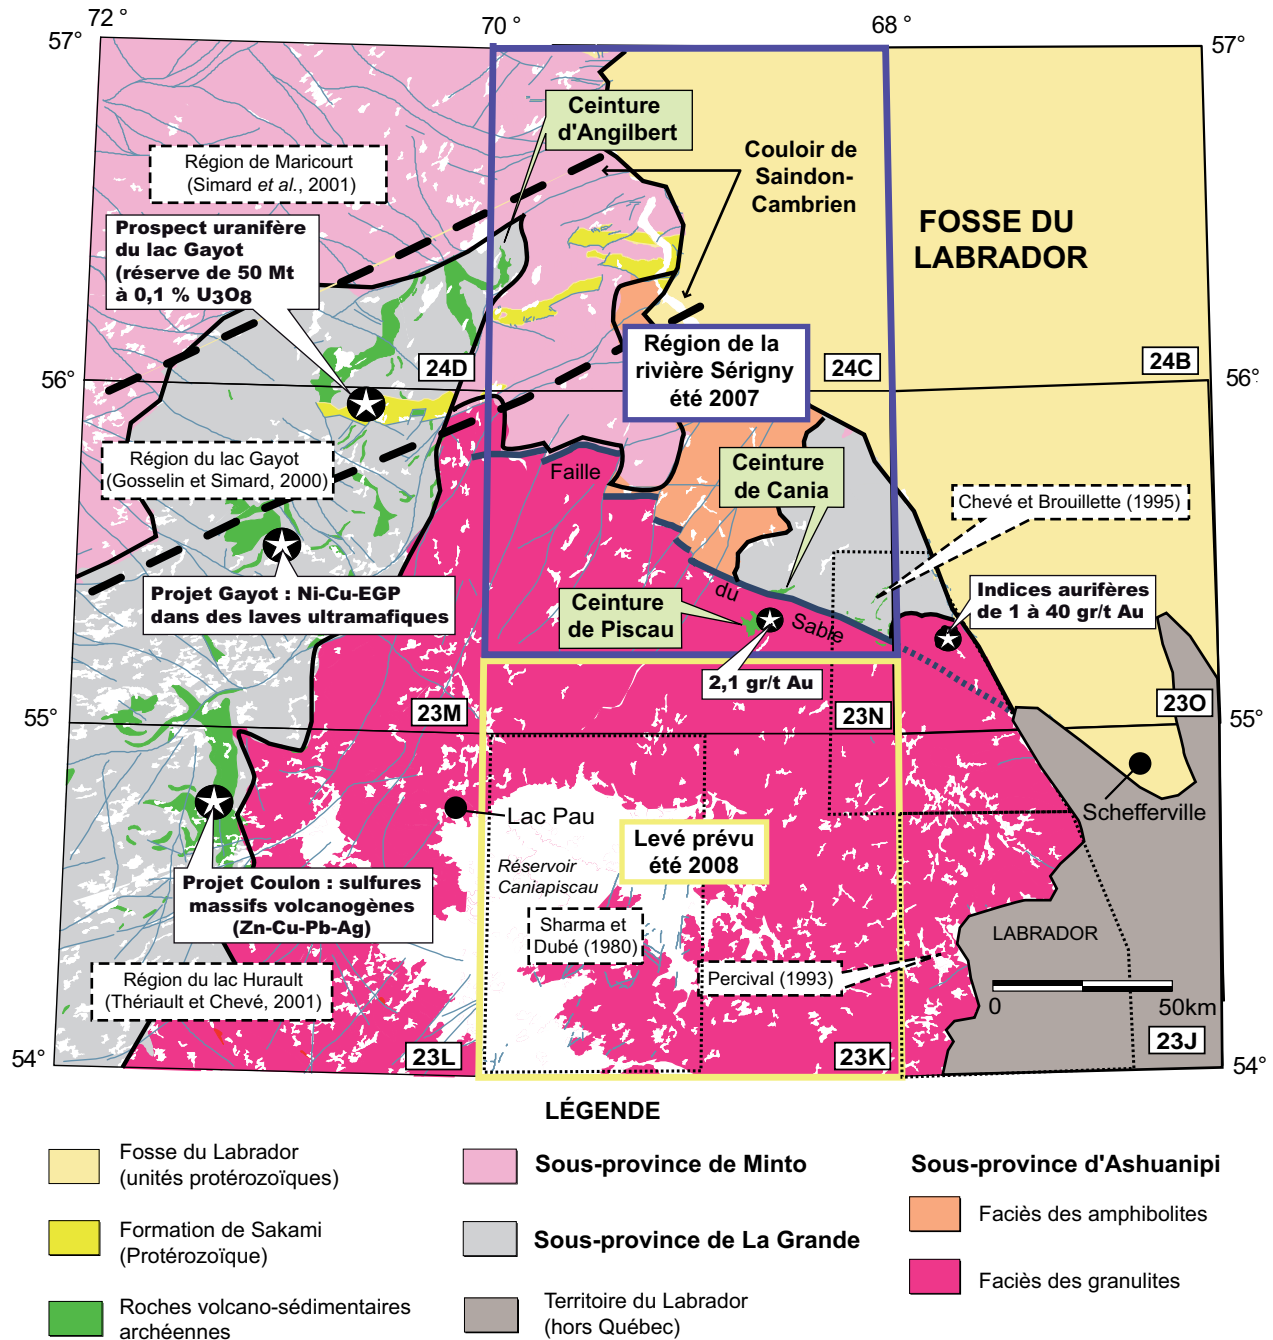 72 °
70 °
68 °
57°
57°
Ceinture
d'Angilbert
Couloir de
Saindon-
Cambrien
Région de Maricourt
(Simard et al., 2001)
FOSSE DU
LABRADOR
Prospect uranifère
du lac Gayot
(réserve de 50 Mt
à 0,1 % U3O8
Région de la
rivière Sérigny
été 2007
24D
24C
24B
56°
56°
Région du lac Gayot
(Gosselin et Simard, 2000)
Faille
Ceinture
de Cania
Chevé et Brouillette (1995)
Projet Gayot : Ni-Cu-EGP
dans des laves ultramafiques
Ceinture
de Piscau
du
Sable
Indices aurifères
de 1 à 40 gr/t Au
2,1 gr/t Au
23M
23N
23O
55°
55°
Lac Pau
Schefferville
Levé prévu
été 2008
Réservoir
Caniapiscau
Projet Coulon : sulfures
massifs volcanogènes
(Zn-Cu-Pb-Ag)
Sharma et
Dubé (1980)
LABRADOR
Région du lac Hurault
(Thériault et Chevé, 2001)
Percival (1993)
0
50km
23L
23K
23J
54°
54°
LÉGENDE
Fosse du Labrador
(unités protérozoïques)
Formation de Sakami
(Protérozoïque)
Roches volcano-sédimentaires
archéennes
Sous-province de Minto
Sous-province de La Grande
Territoire du Labrador
(hors Québec)
Sous-province d'Ashuanipi
Faciès des amphibolites
Faciès des granulites